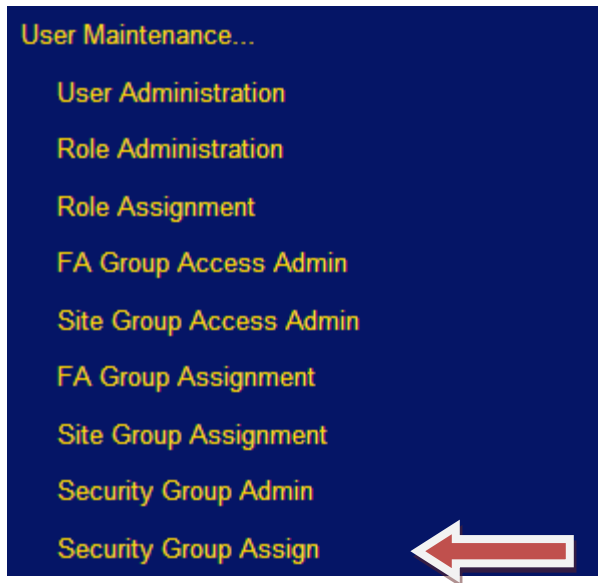 User Maintenance...
User Administration
Role Administration
Role Assignment
FA Group Access Admin
Site Group Access Admin
FA Group Assignment
Site Group Assignment
Security Group Admin
Security Group Assign